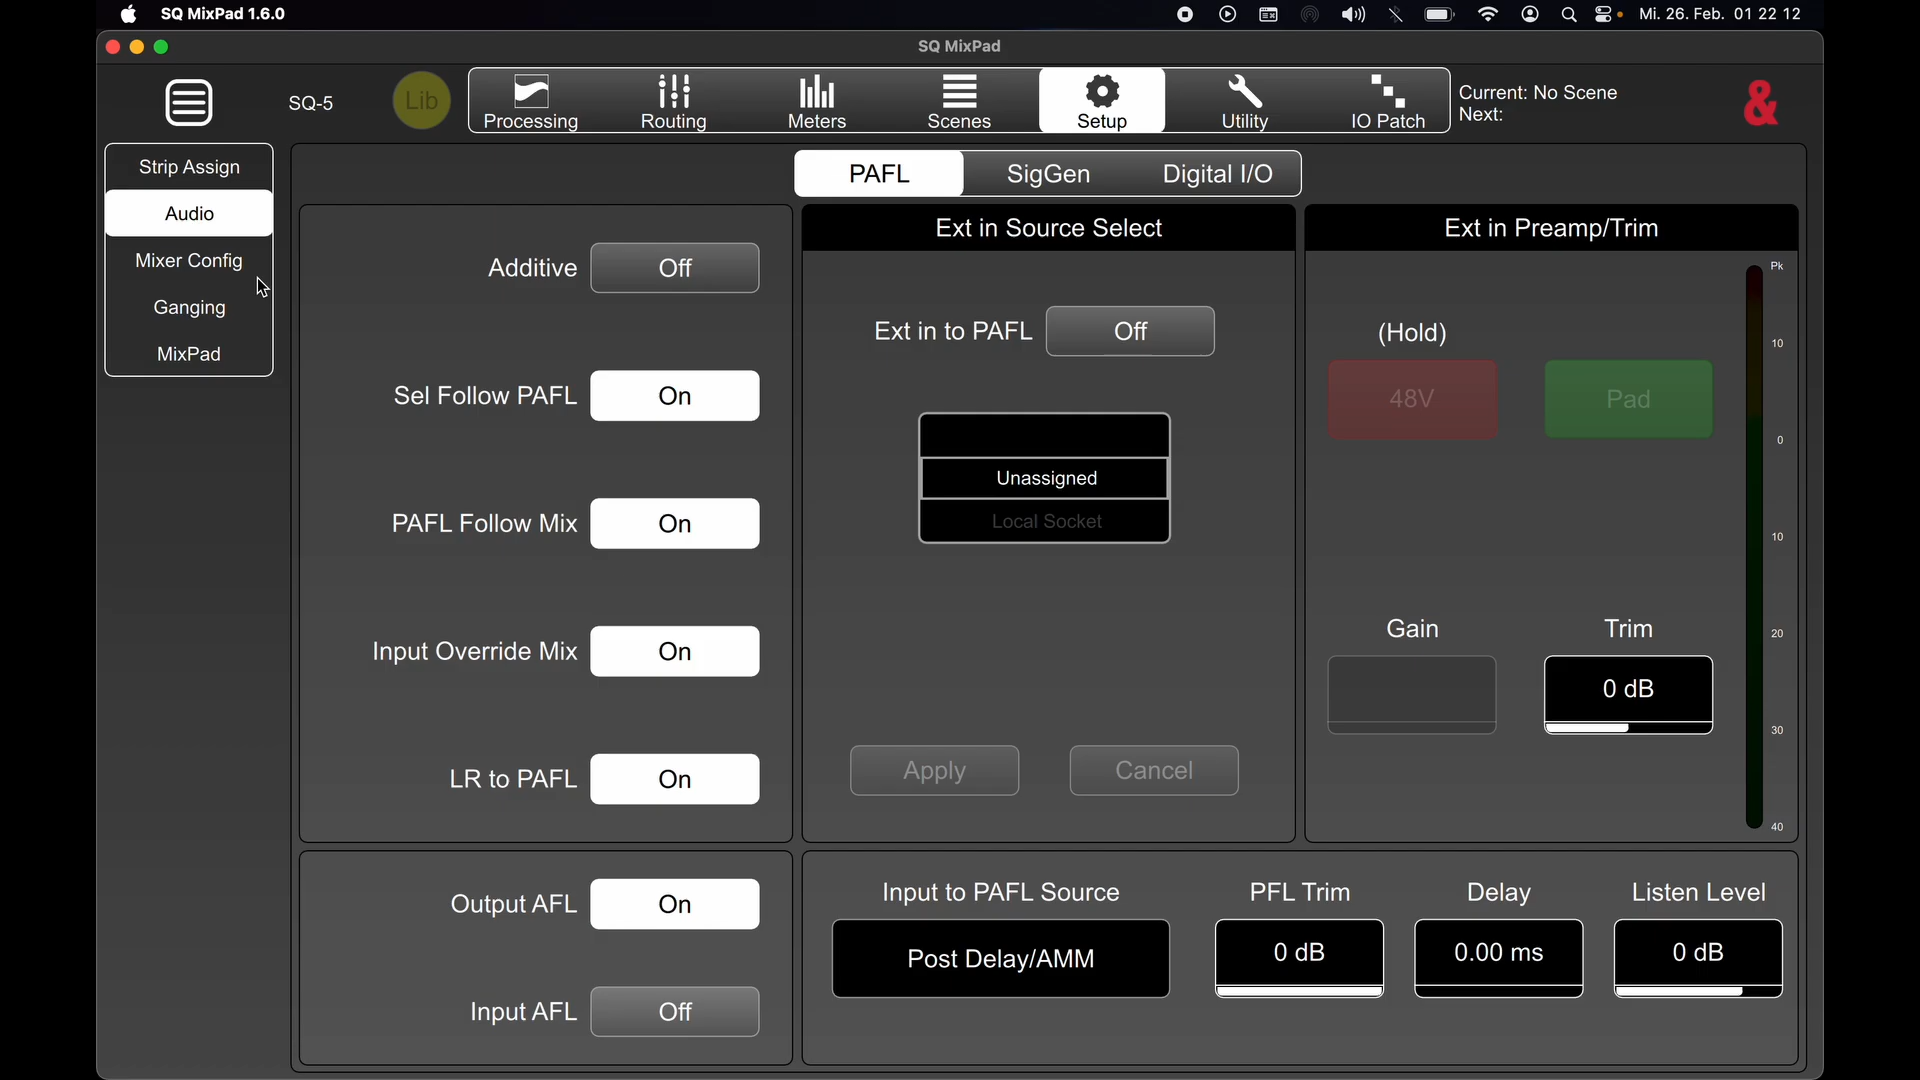 SQ MixPad 1.6.0
Mi. 26. Feb. 01 22 12
SQ MixPad
SQ-5
Lib
Processing
Routing
Meters
Scenes
Setup
Utility
IO Patch
Current: No Scene
Next:
&
Strip Assign
Audio
Mixer Config
Ganging
MixPad
PAFL
SigGen
Digital I/O
Additive
Off
Sel Follow PAFL
On
PAFL Follow Mix
On
Input Override Mix
On
LR to PAFL
On
Output AFL
On
Input AFL
Off
Ext in Source Select
Ext in to PAFL
Off
Unassigned
Local Socket
Apply
Cancel
Ext in Preamp/Trim
(Hold)
48V
Pad
Gain
Trim
0 dB
Pk
10
0
10
20
30
40
Input to PAFL Source
Post Delay/AMM
PFL Trim
0 dB
Delay
0.00 ms
Listen Level
0 dB